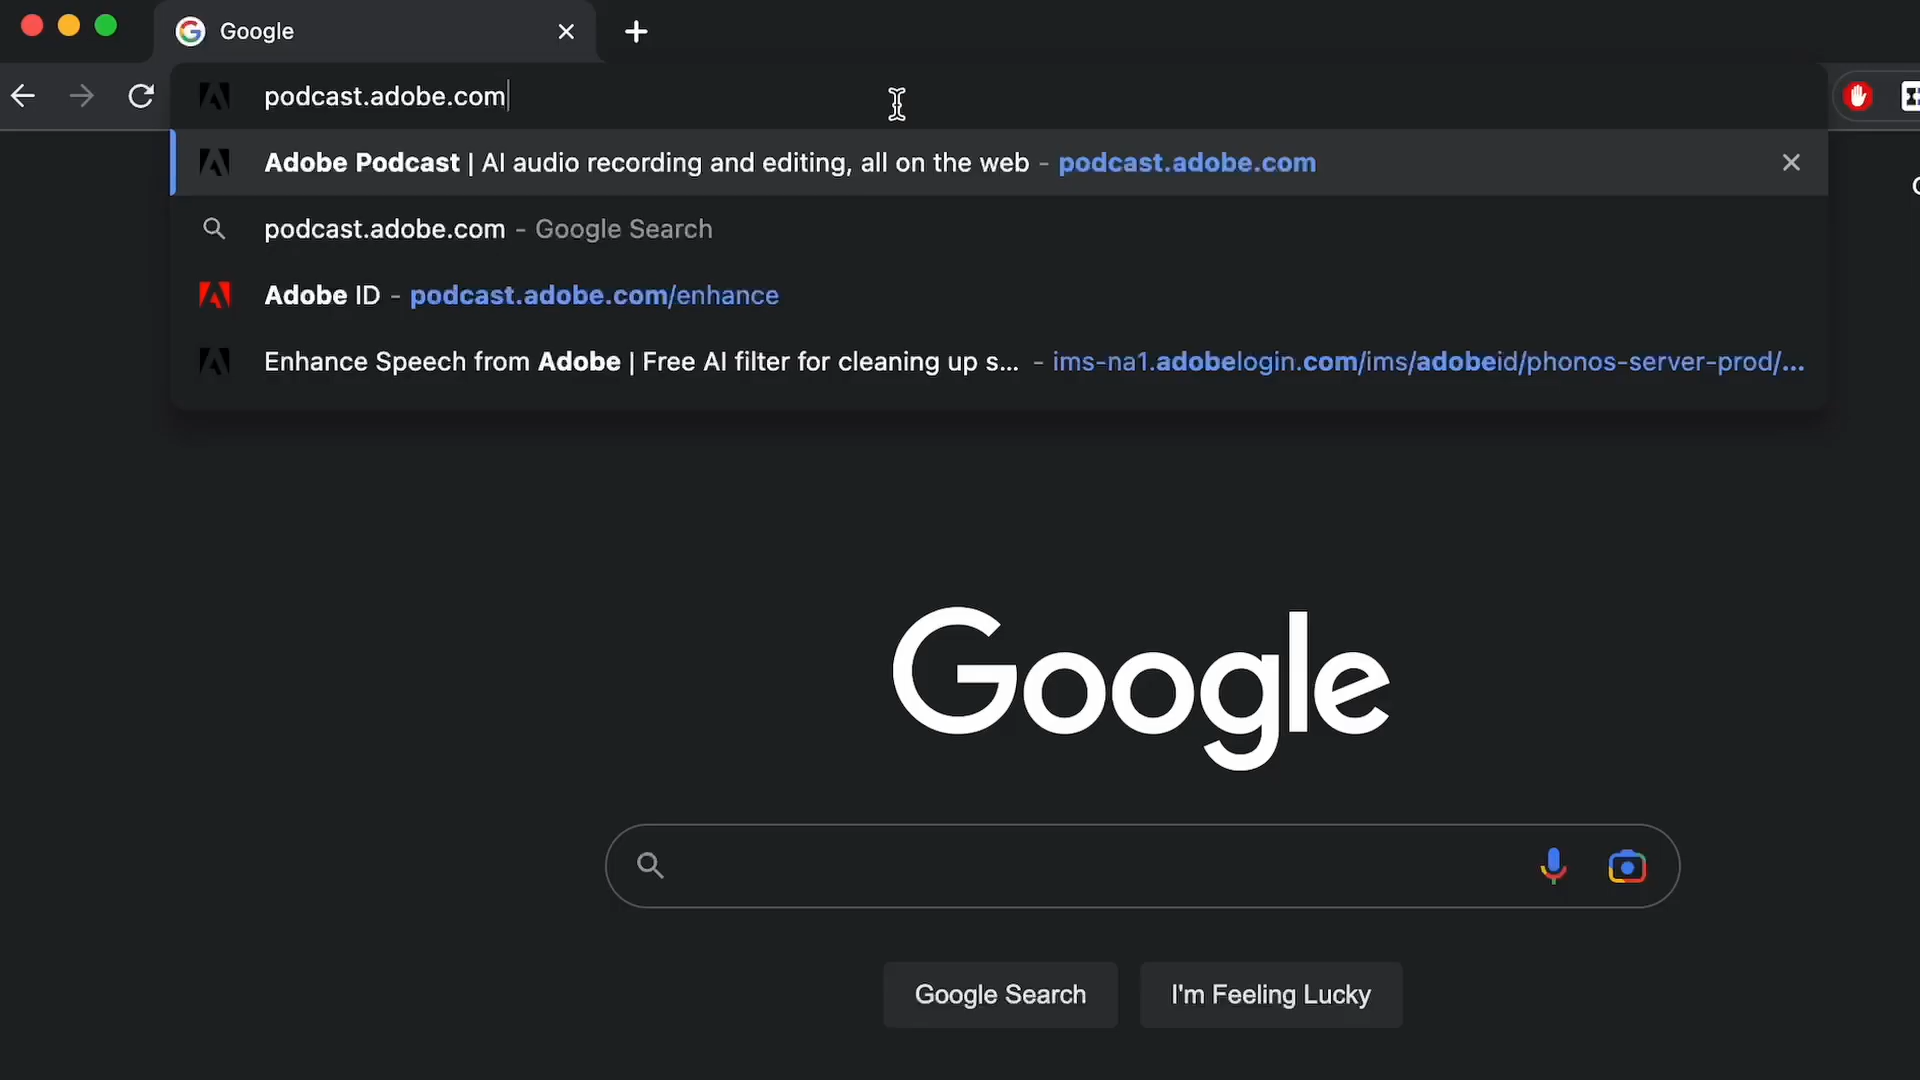 Google
podcast.adobe.com
Adobe Podcast | AI audio recording and editing, all on the web - podcast.adobe.com
podcast.adobe.com - Google Search
Adobe ID - podcast.adobe.com/enhance
Enhance Speech from Adobe | Free AI filter for cleaning up s... - ims-na1.adobelogin.com/ims/adobeid/phonos-server-prod/...
Google
Google Search
I'm Feeling Lucky